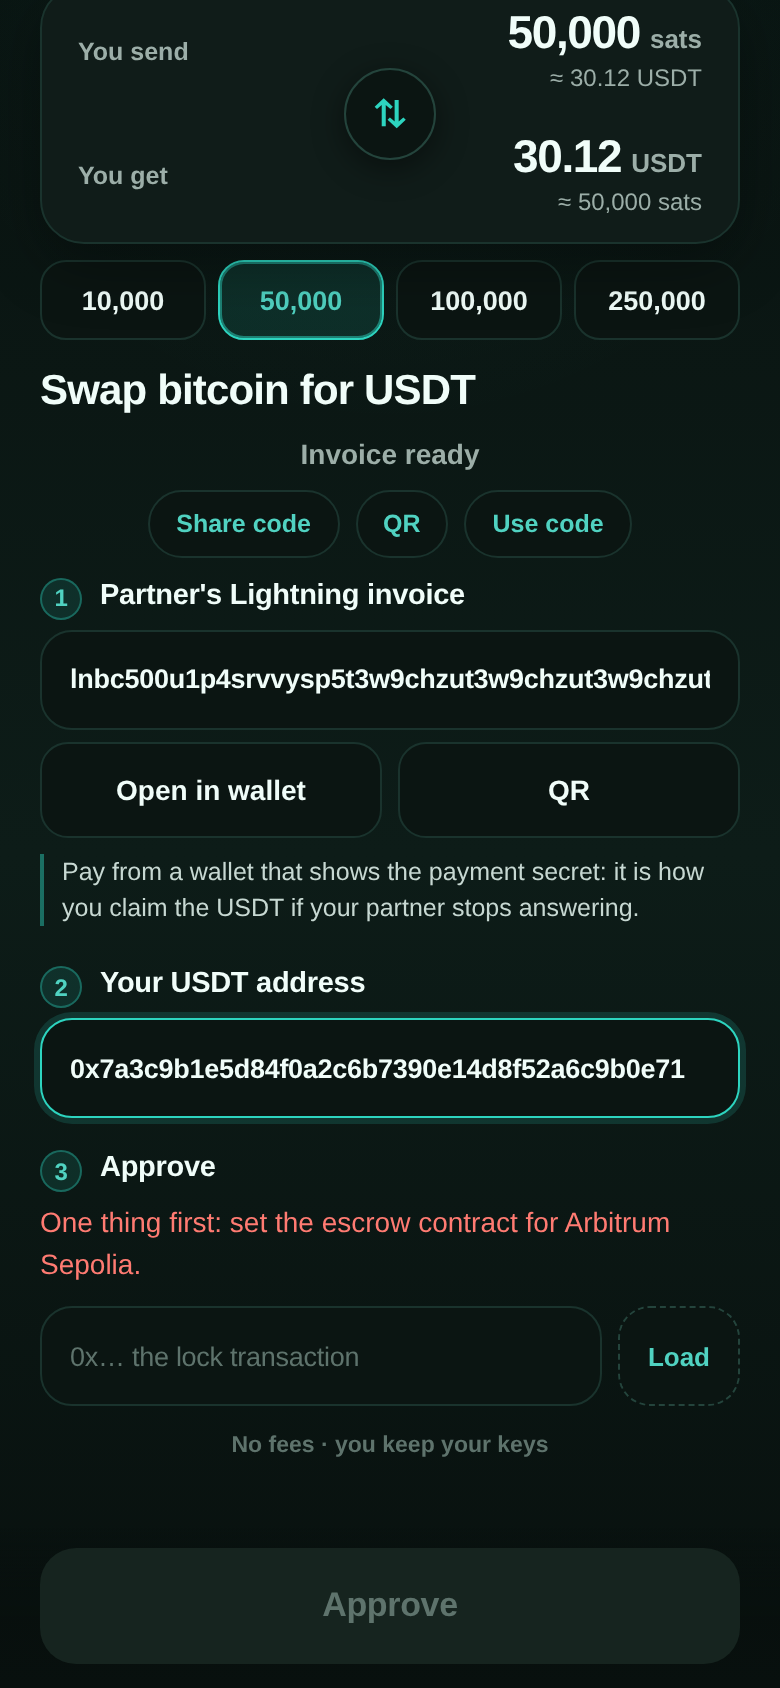 You send
50,000 sats
≈ 30.12 USDT
You get
30.12 USDT
≈ 50,000 sats
10,000
50,000
100,000
250,000
Swap bitcoin for USDT
Invoice ready
Share code
QR
Use code
1 Partner's Lightning invoice
lnbc500u1p4srvvysp5t3w9chzut3w9chzut3w9chzut
Open in wallet
QR
Pay from a wallet that shows the payment secret: it is how
you claim the USDT if your partner stops answering.
2 Your USDT address
0x7a3c9b1e5d84f0a2c6b7390e14d8f52a6c9b0e71
3 Approve
One thing first: set the escrow contract for Arbitrum
Sepolia.
0x… the lock transaction
Load
No fees · you keep your keys
Approve